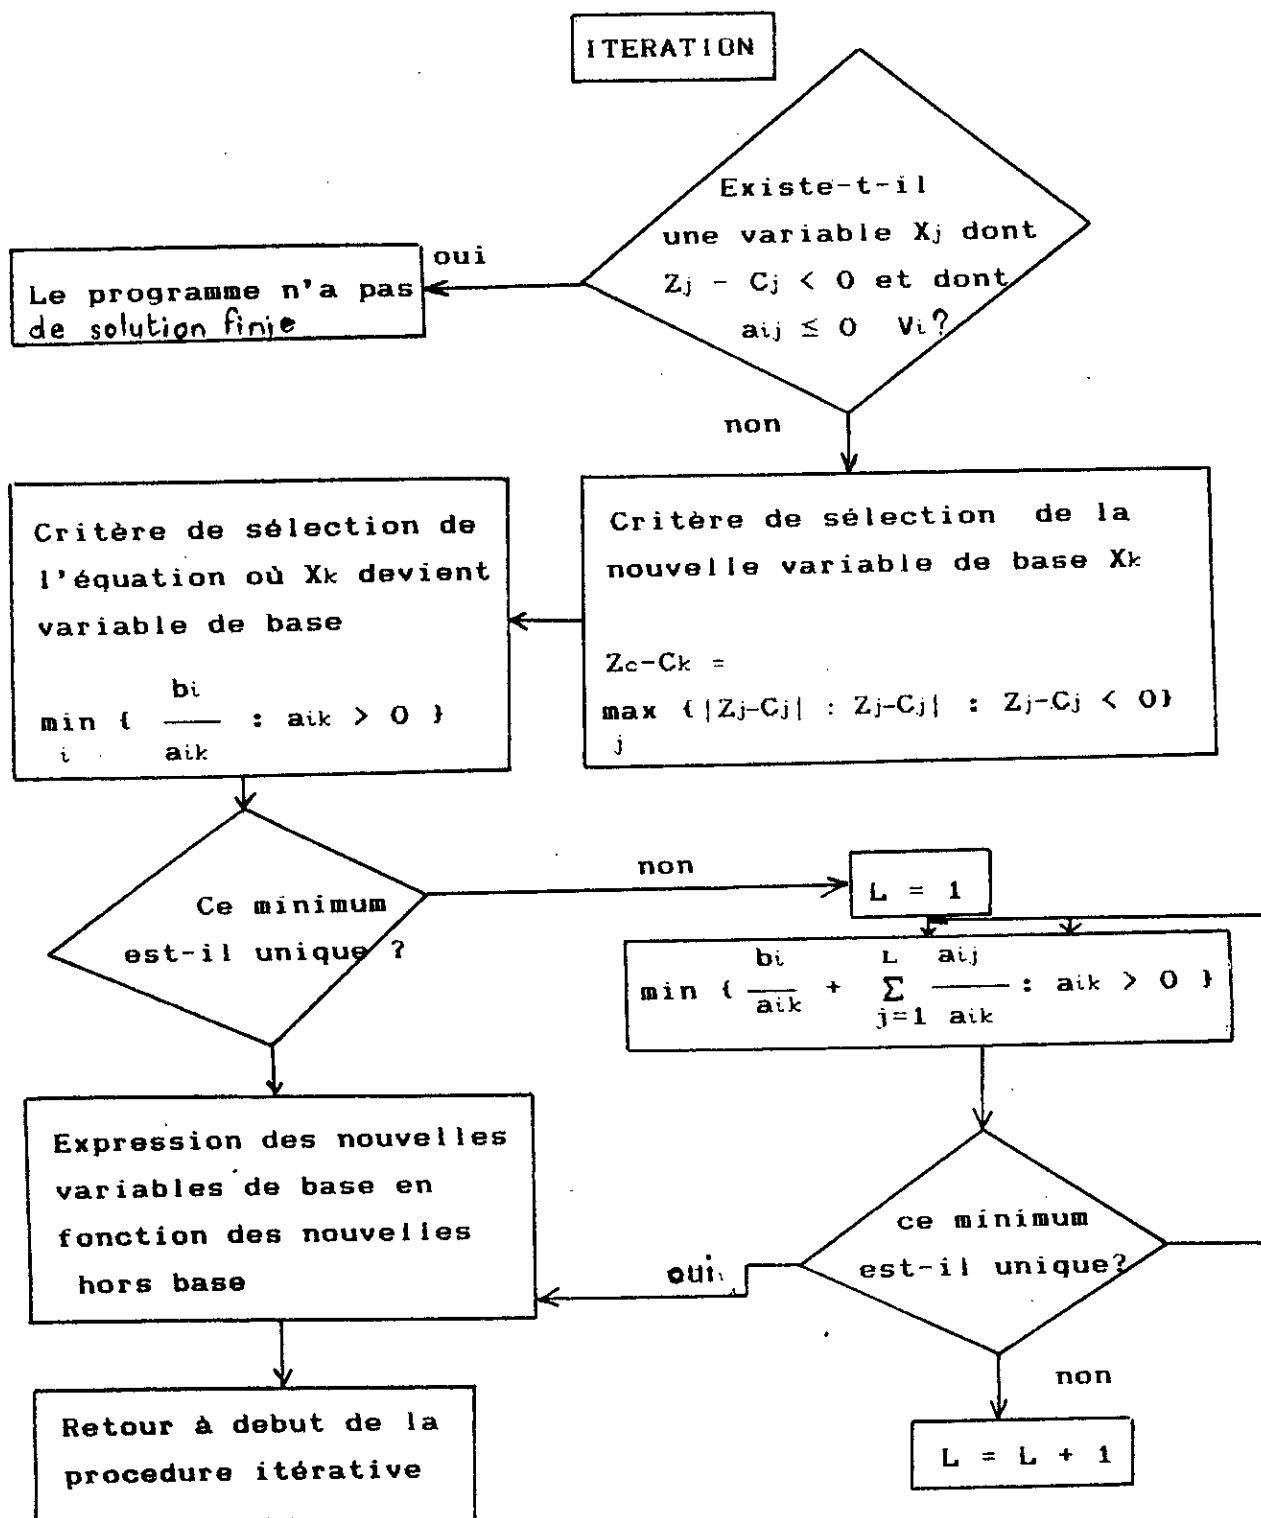 ITERATION
Existe-t-il
une variable Xj dont
Zj - Cj < 0 et dont
aij ≤ 0 Vi?
oui
Le programme n'a pas
de solution finie
non
Critère de sélection de la
nouvelle variable de base Xk
Zc-Ck =
max {|Zj-Cj| : Zj-Cj| : Zj-Cj < 0}
j
Critère de sélection de
l'équation où Xk devient
variable de base
bi
min { —— : aik > 0 }
i aik
Ce minimum
est-il unique ?
non
L = 1
bi L aij
min { —— + Σ —— : aik > 0 }
aik j=1 aik
Expression des nouvelles
variables de base en
fonction des nouvelles
hors base
ce minimum
est-il unique?
oui
non
L = L + 1
Retour à debut de la
procedure itérative